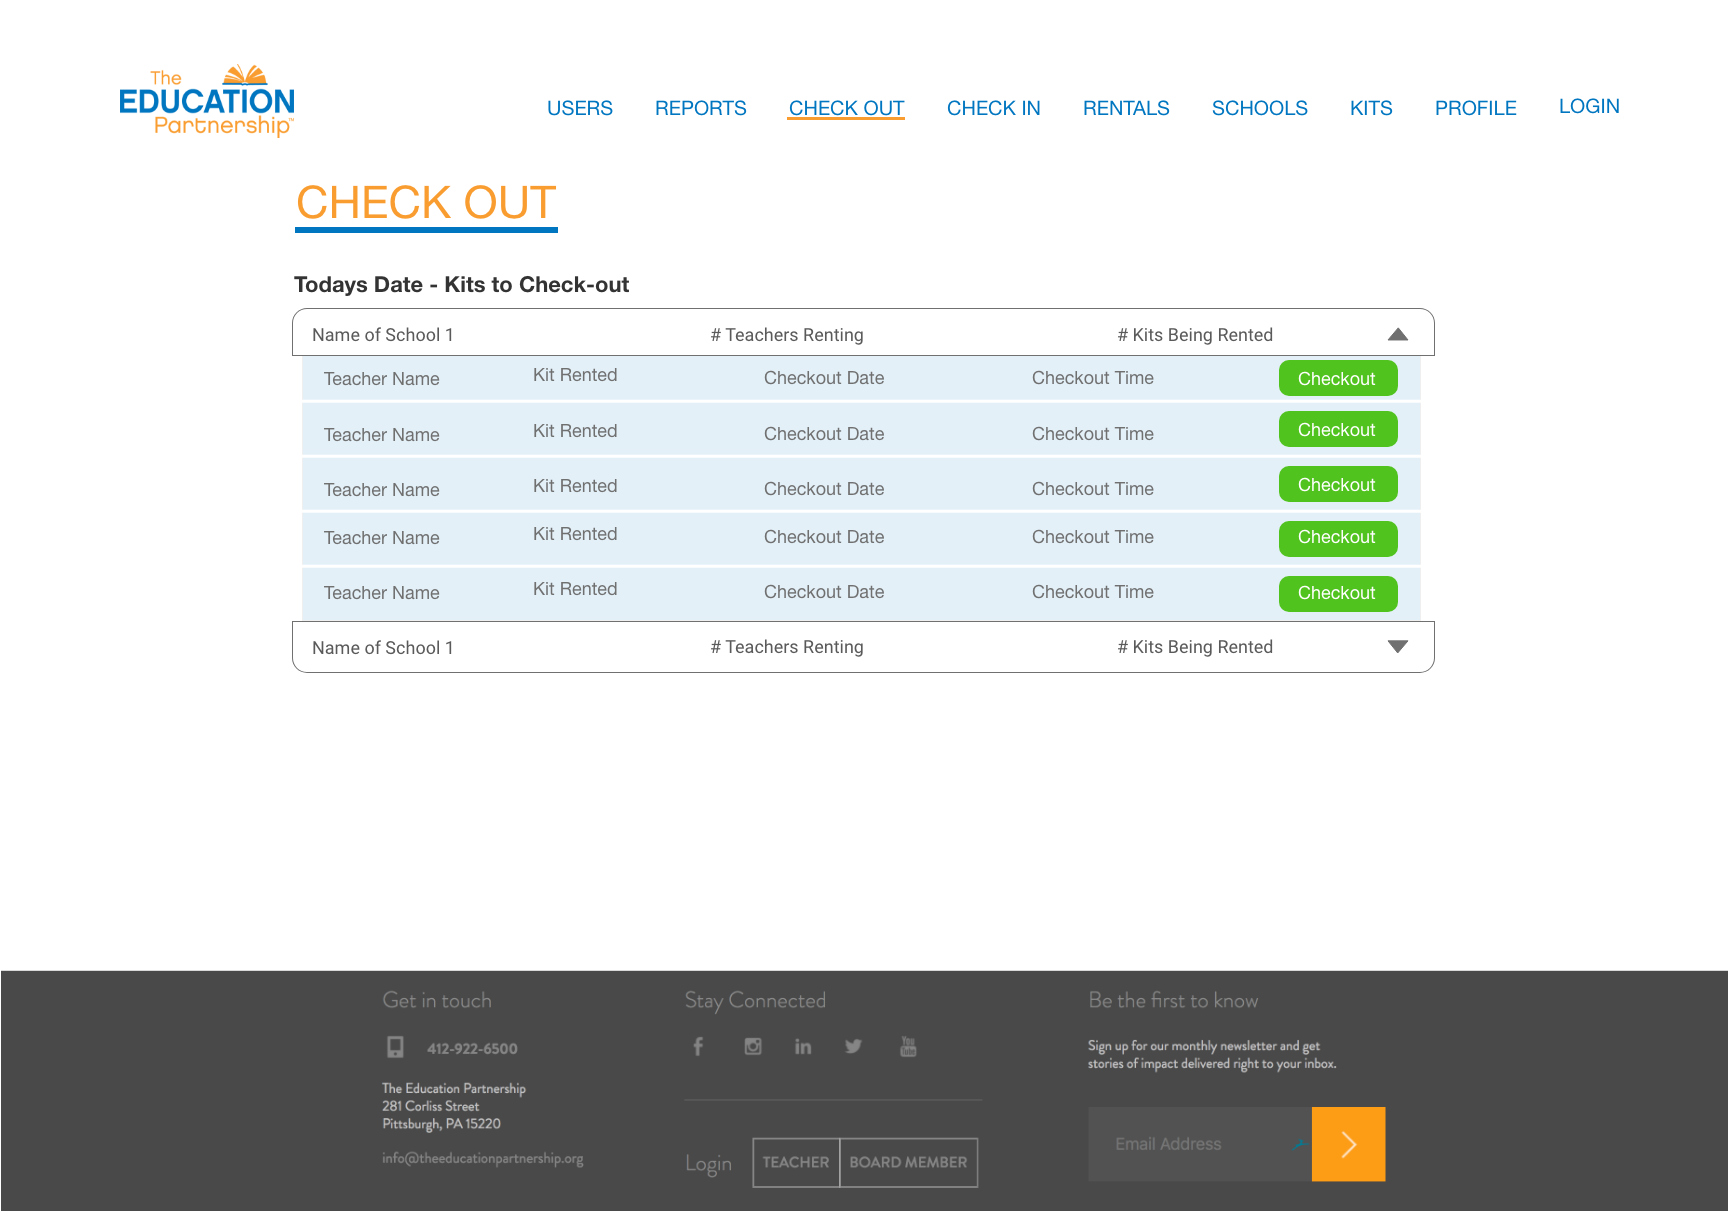 The
EDUCATION
Partnership™
USERS REPORTS CHECK OUT CHECK IN RENTALS SCHOOLS KITS PROFILE LOGIN
CHECK OUT
Todays Date - Kits to Check-out
Name of School 1 # Teachers Renting # Kits Being Rented
Teacher Name Kit Rented Checkout Date Checkout Time Checkout
Teacher Name Kit Rented Checkout Date Checkout Time Checkout
Teacher Name Kit Rented Checkout Date Checkout Time Checkout
Teacher Name Kit Rented Checkout Date Checkout Time Checkout
Teacher Name Kit Rented Checkout Date Checkout Time Checkout
Name of School 1 # Teachers Renting # Kits Being Rented
Get in touch
412-922-6500
The Education Partnership
281 Corliss Street
Pittsburgh, PA 15220
info@theeducationpartnership.org
Stay Connected
f in You Tube
Login TEACHER BOARD MEMBER
Be the first to know
Sign up for our monthly newsletter and get
stories of impact delivered right to your inbox.
Email Address